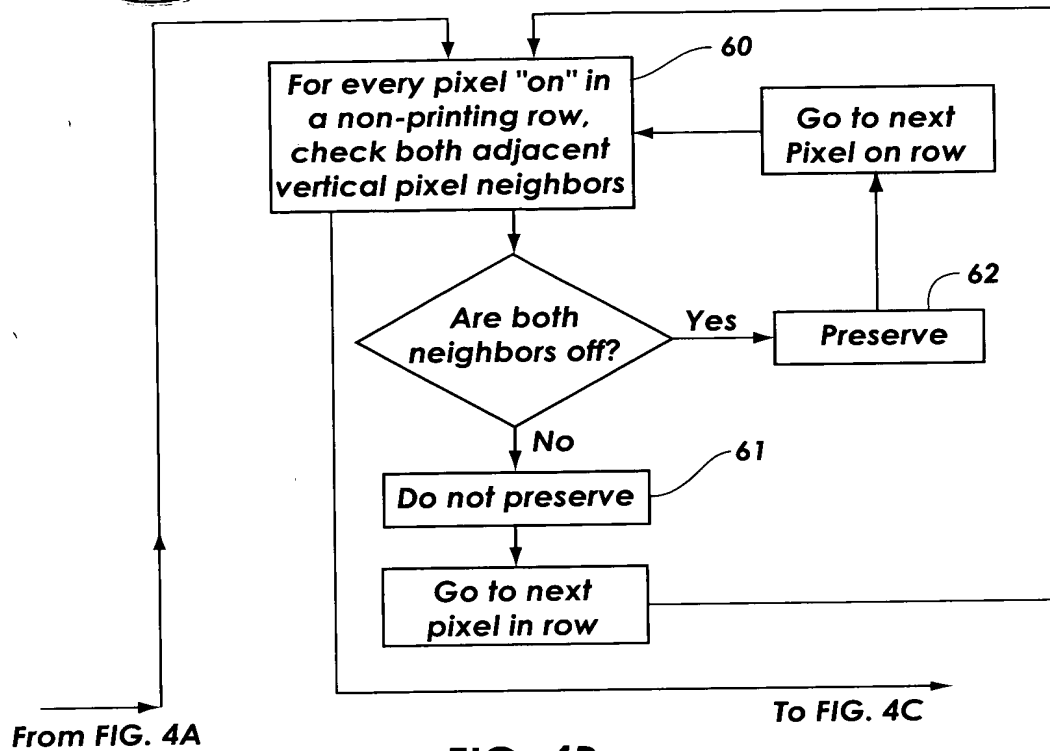 60
For every pixel "on" in
a non-printing row,
check both adjacent
vertical pixel neighbors
Go to next
Pixel on row
62
Are both
neighbors off?
Yes
Preserve
No
61
Do not preserve
Go to next
pixel in row
To FIG. 4C
From FIG. 4A